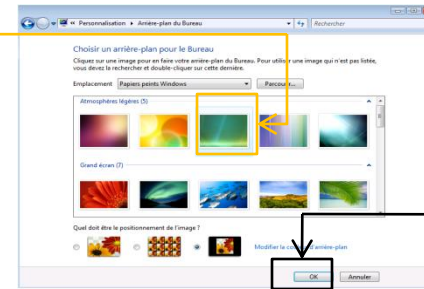 « Personnalisation ▸ Arrière-plan du Bureau
Rechercher
Choisir un arrière-plan pour le Bureau
Cliquez sur une image pour en faire votre arrière-plan du Bureau. Pour utiliser une image qui n'est pas listée,
vous devez la rechercher et double-cliquer sur cette dernière.
Emplacement Papiers peints Windows Parcourir...
Atmosphères légères (5)
Grand écran (7)
Quel doit être le positionnement de l'image ?
Modifier la d'arrière-plan
OK Annuler